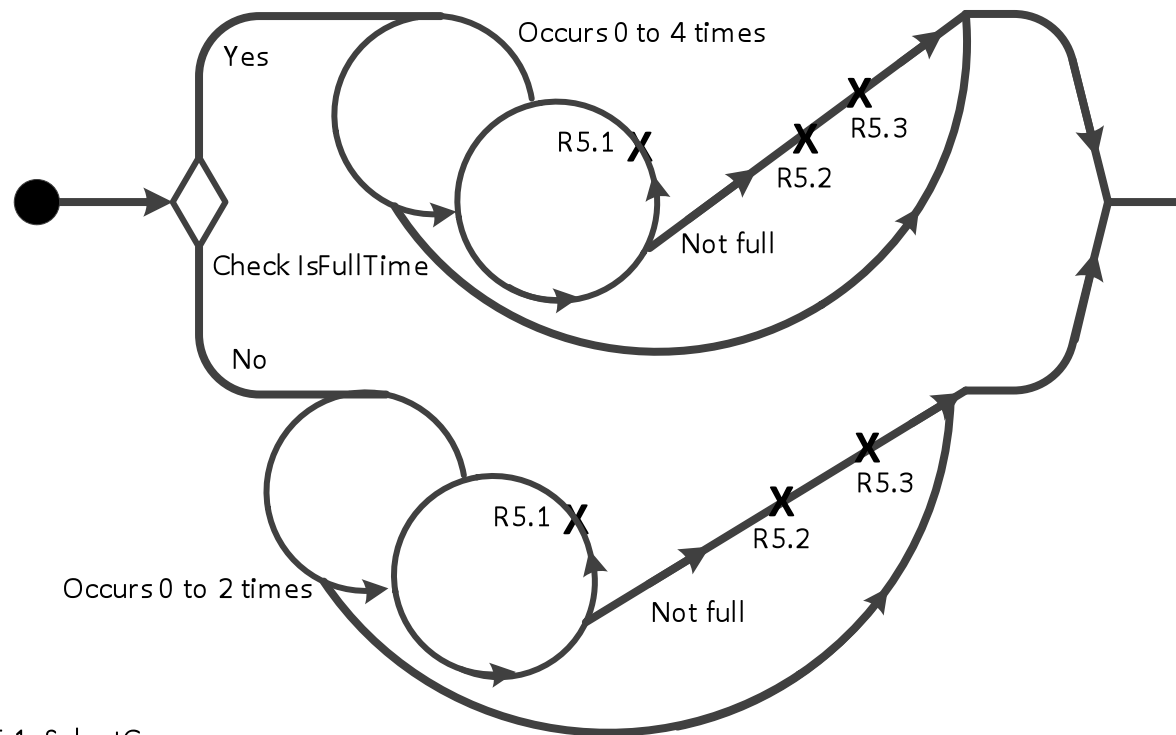 Occurs 0 to 4 times
Yes
R5.3
R5.1
R5.2
Not full
Check IsFullTime
No
R5.3
R5.1
R5.2
Occurs 0 to 2 times
Not full